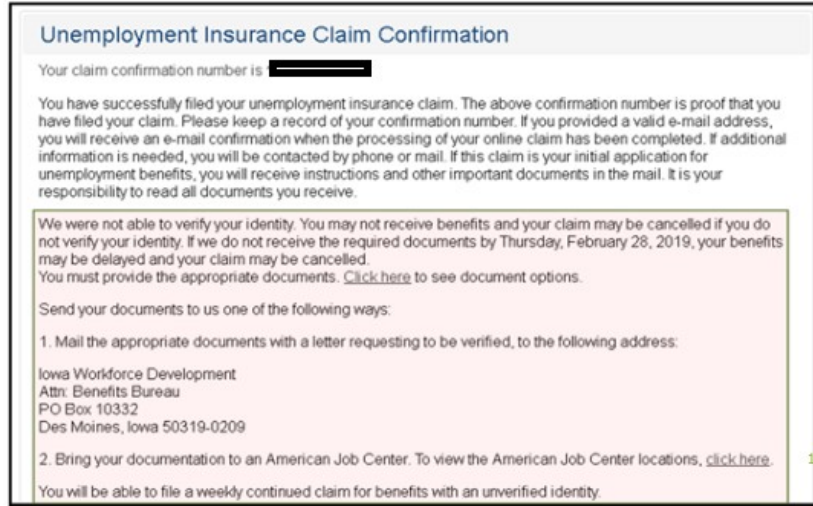 Unemployment Insurance Claim Confirmation
Your claim confirmation number is
You have successfully filed your unemployment insurance claim. The above confirmation number is proof that you
have filed your claim. Please keep a record of your confirmation number. If you provided a valid e-mail address,
you will receive an e-mail confirmation when the processing of your online claim has been completed. If additional
information is needed, you will be contacted by phone or mail. If this claim is your initial application for
unemployment benefits, you will receive instructions and other important documents in the mail. It is your
responsibility to read all documents you receive.
We were not able to verify your identity. You may not receive benefits and your claim may be cancelled if you do
not verify your identity. If we do not receive the required documents by Thursday, February 28, 2019, your benefits
may be delayed and your claim may be cancelled.
You must provide the appropriate documents. Click here to see document options.
Send your documents to us one of the following ways:
1. Mail the appropriate documents with a letter requesting to be verified, to the following address:
Iowa Workforce Development
Attn: Benefits Bureau
PO Box 10332
Des Moines, Iowa 50319-0209
2. Bring your documentation to an American Job Center. To view the American Job Center locations, click here.
1
You will be able to file a weekly continued claim for benefits with an unverified identity.